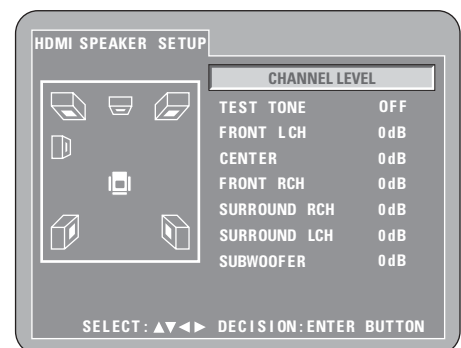 HDMI SPEAKER SETUP
CHANNEL LEVEL
TEST TONE OFF
FRONT LCH 0dB
CENTER 0dB
FRONT RCH 0dB
SURROUND RCH 0dB
SURROUND LCH 0dB
SUBWOOFER 0dB
SELECT: ▲▼◀▶ DECISION: ENTER BUTTON